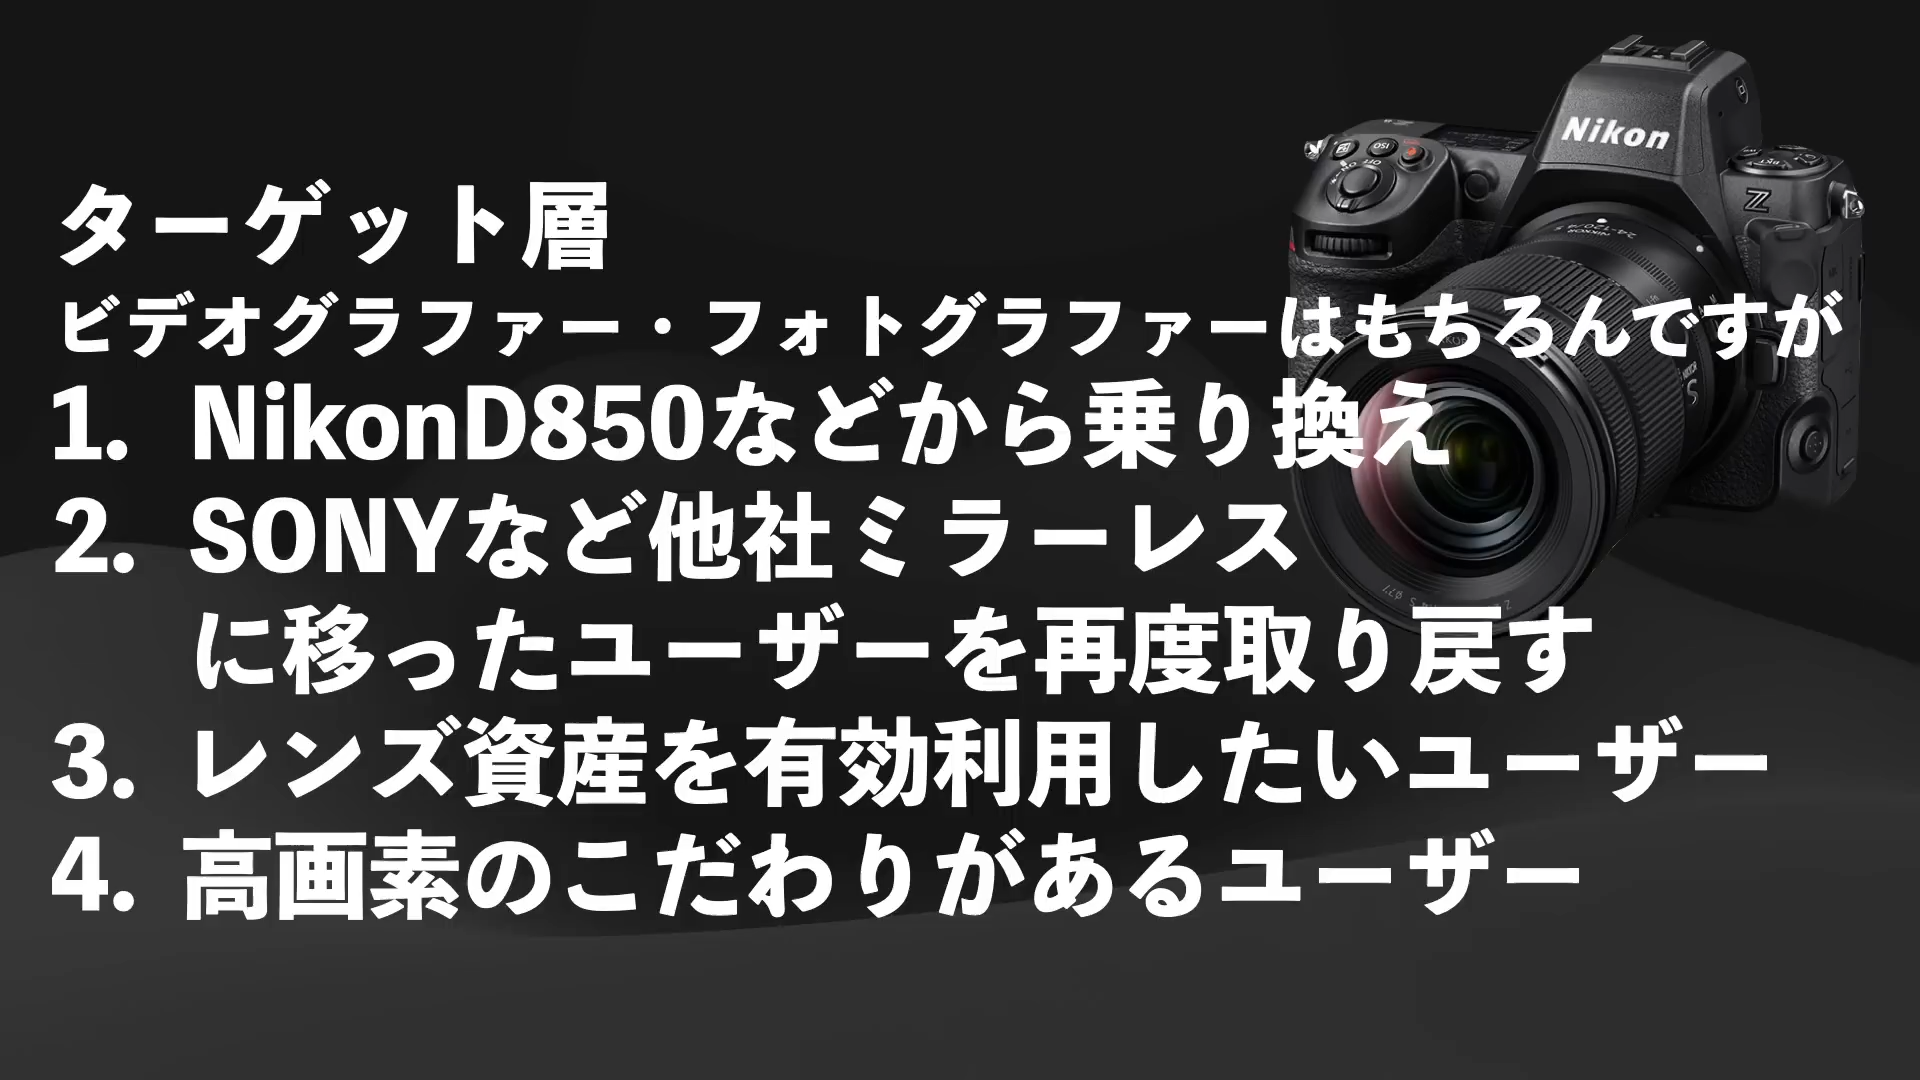 Nikon
Z
ターゲット層
ビデオグラファー・フォトグラファーはもちろんですが
1. NikonD850などから乗り換え
2. SONYなど他社ミラーレス
に移ったユーザーを再度取り戻す
3. レンズ資産を有効利用したいユーザー
4. 高画素のこだわりがあるユーザー